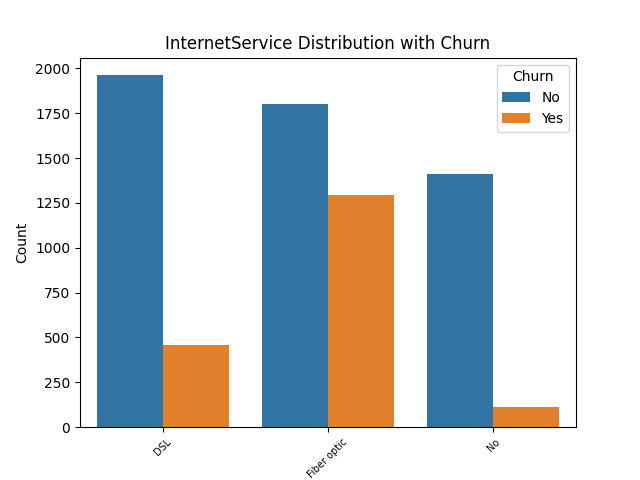 InternetService Distribution with Churn
Churn
No
Yes
Count
2000
1750
1500
1250
1000
750
500
250
0
DSL
Fiber optic
No